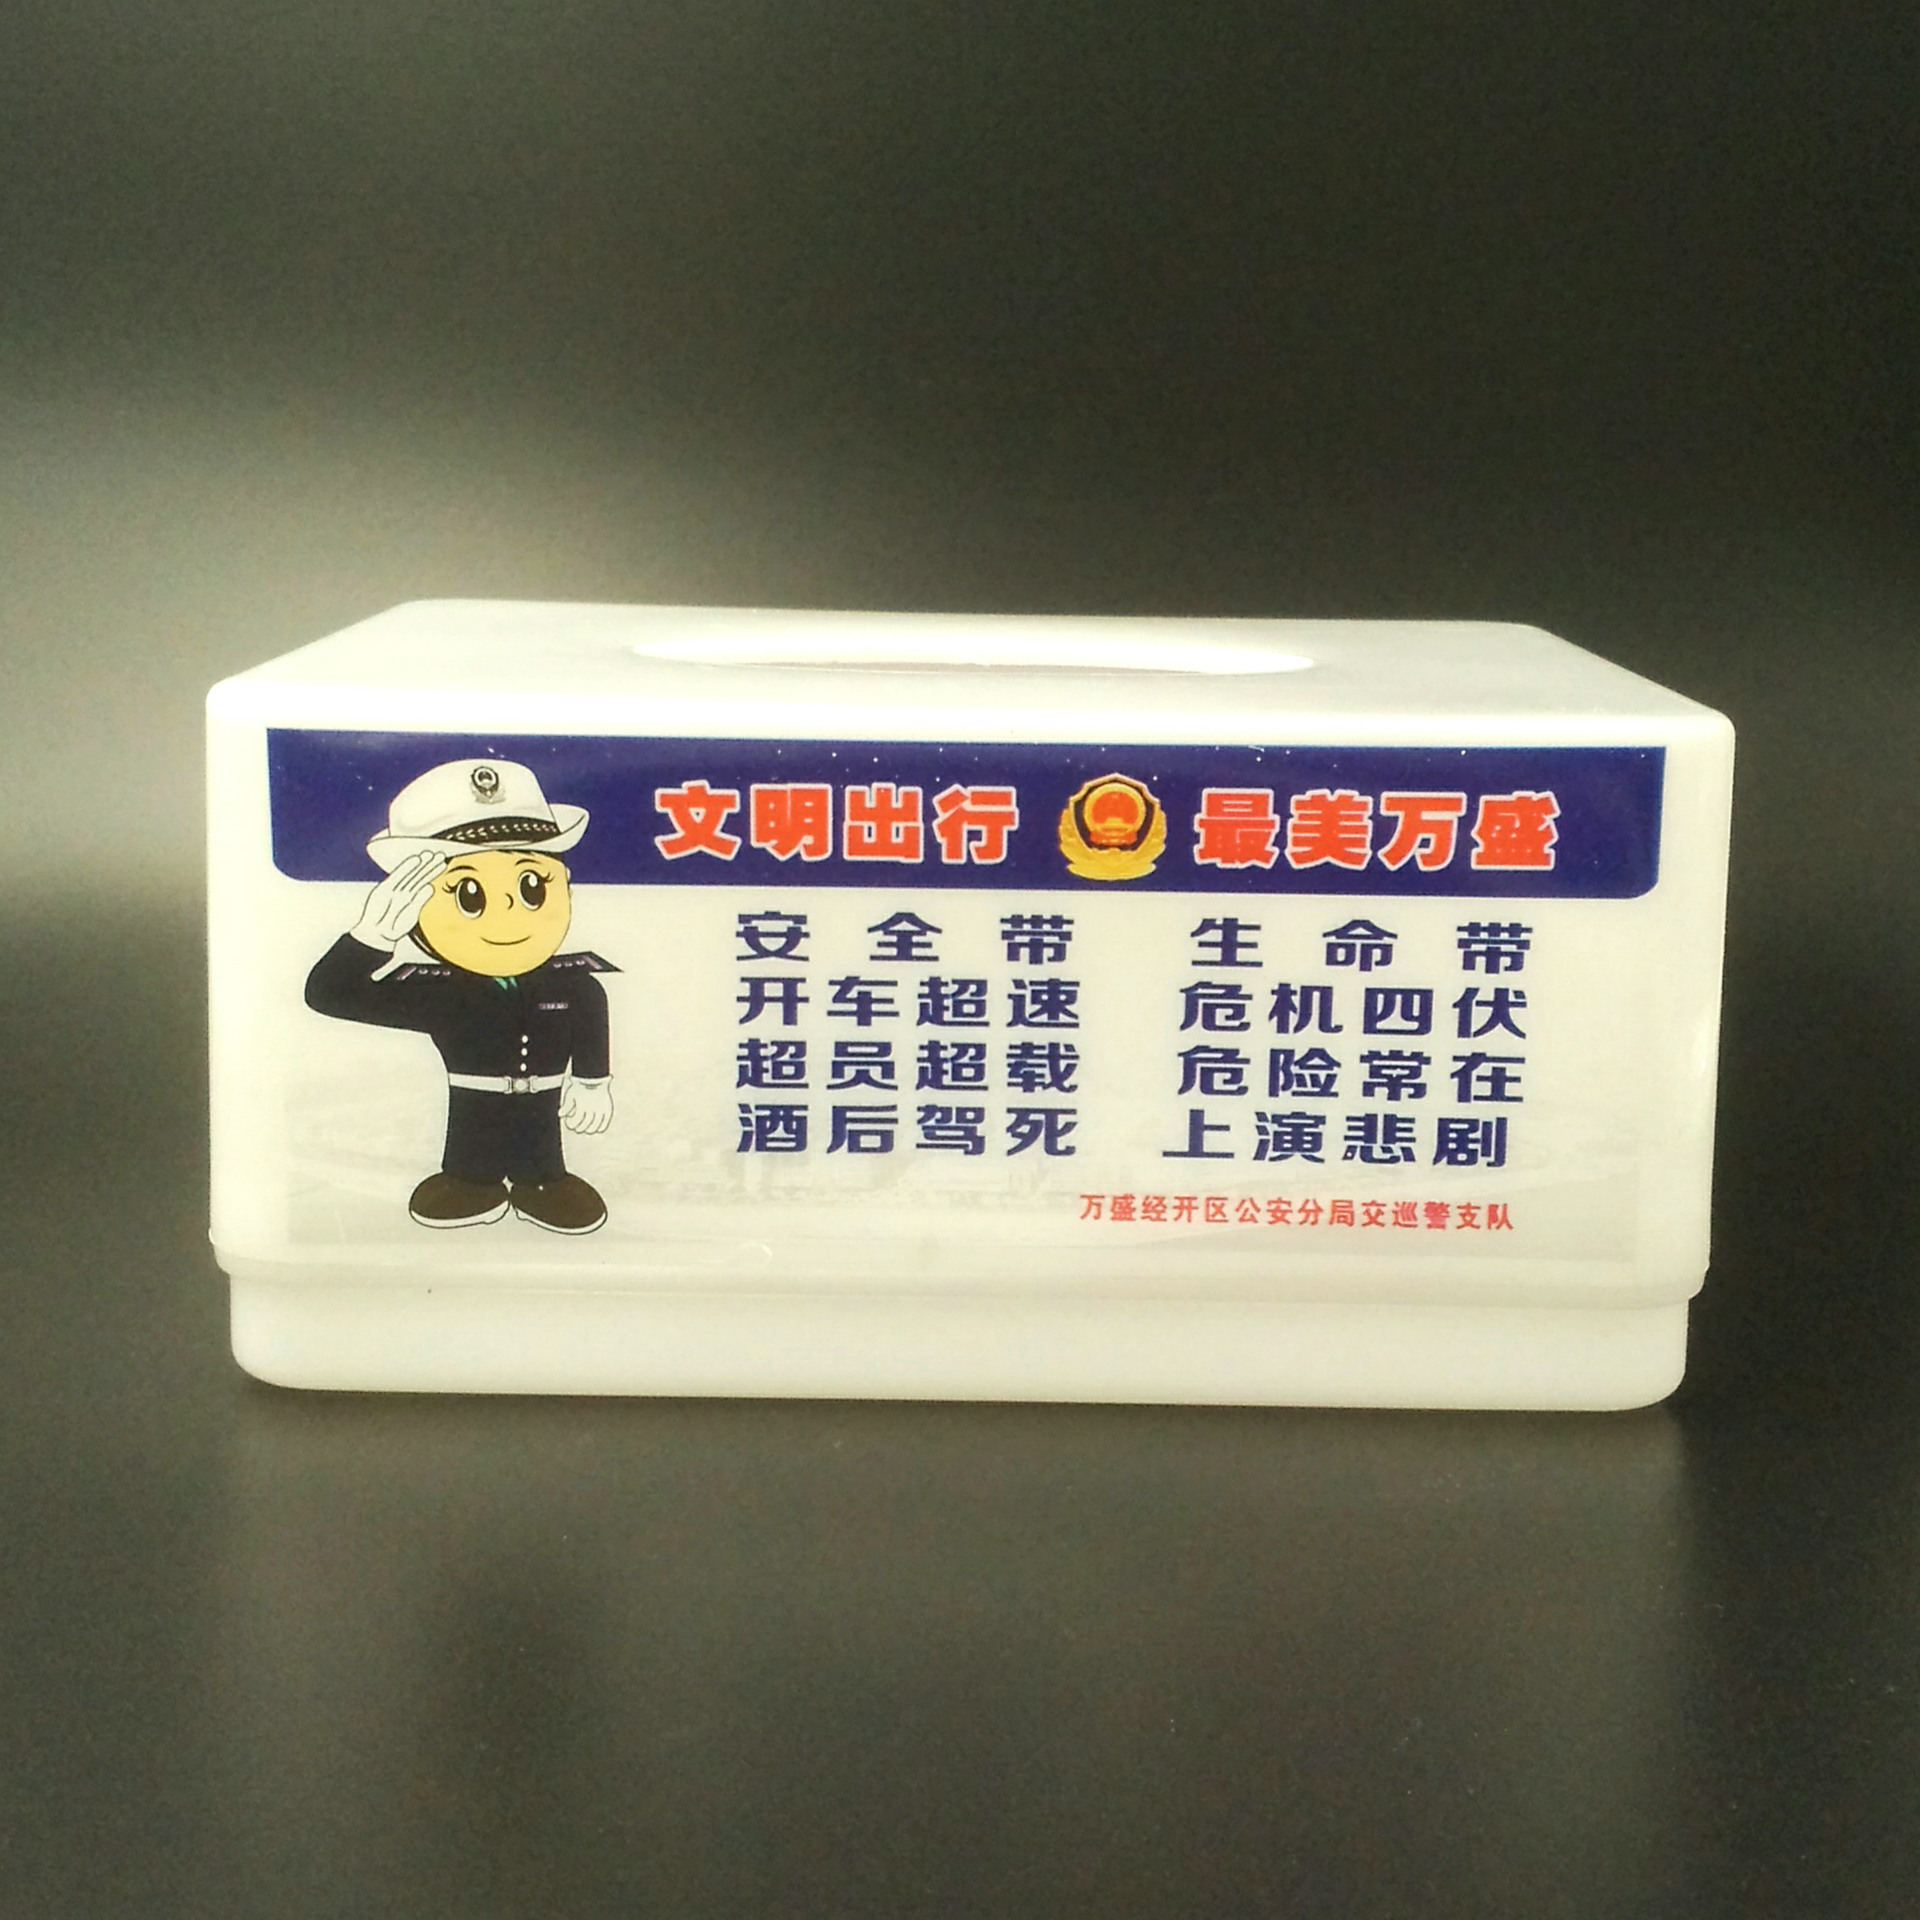 文明出行 最美万盛
安全带 生命带
开车超速 危机四伏
超员超载 危险常在
酒后驾死 上演悲剧
万盛经开区公安分局交巡警支队